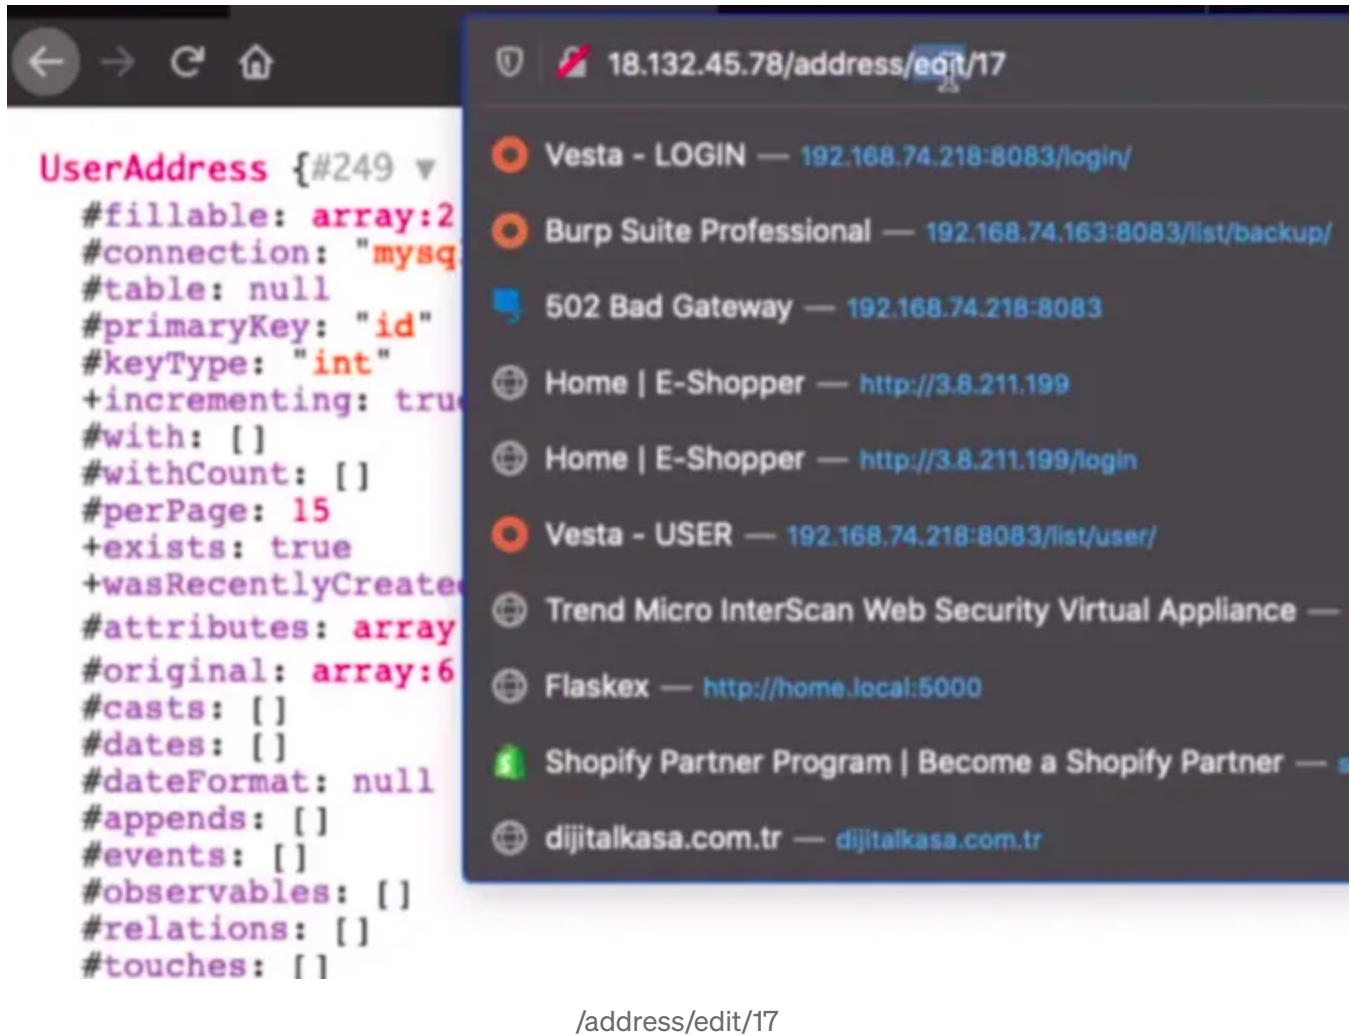 18.132.45.78/address/edit/17
Vesta - LOGIN — 192.168.74.218:8083/login/
Burp Suite Professional — 192.168.74.163:8083/list/backup/
502 Bad Gateway — 192.168.74.218:8083
Home | E-Shopper — http://3.8.211.199
Home | E-Shopper — http://3.8.211.199/login
Vesta - USER — 192.168.74.218:8083/list/user/
Trend Micro InterScan Web Security Virtual Appliance —
Flaskex — http://home.local:5000
Shopify Partner Program | Become a Shopify Partner — s
dijitalkasa.com.tr — dijitalkasa.com.tr
UserAddress {#249 ▼
#fillable: array:2
#connection: "mysq
#table: null
#primaryKey: "id"
#keyType: "int"
+incrementing: tru
#with: []
#withCount: []
#perPage: 15
+exists: true
+wasRecentlyCreate
#attributes: array
#original: array:6
#casts: []
#dates: []
#dateFormat: null
#appends: []
#events: []
#observables: []
#relations: []
#touches: []
/address/edit/17